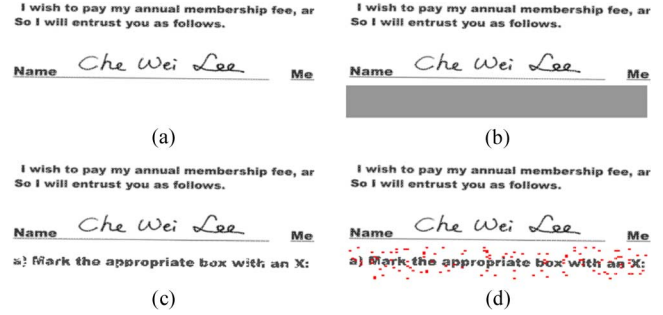 I wish to pay my annual membership fee, ar
So I will entrust you as follows.
Name Che Wei Lee Me
(a)
I wish to pay my annual membership fee, ar
So I will entrust you as follows.
Name Che Wei Lee Me
(b)
I wish to pay my annual membership fee, ar
So I will entrust you as follows.
Name Che Wei Lee Me
a) Mark the appropriate box with an X:
(c)
I wish to pay my annual membership fee, ar
So I will entrust you as follows.
Name Che Wei Lee Me
a) Mark the appropriate box with an X:
(d)